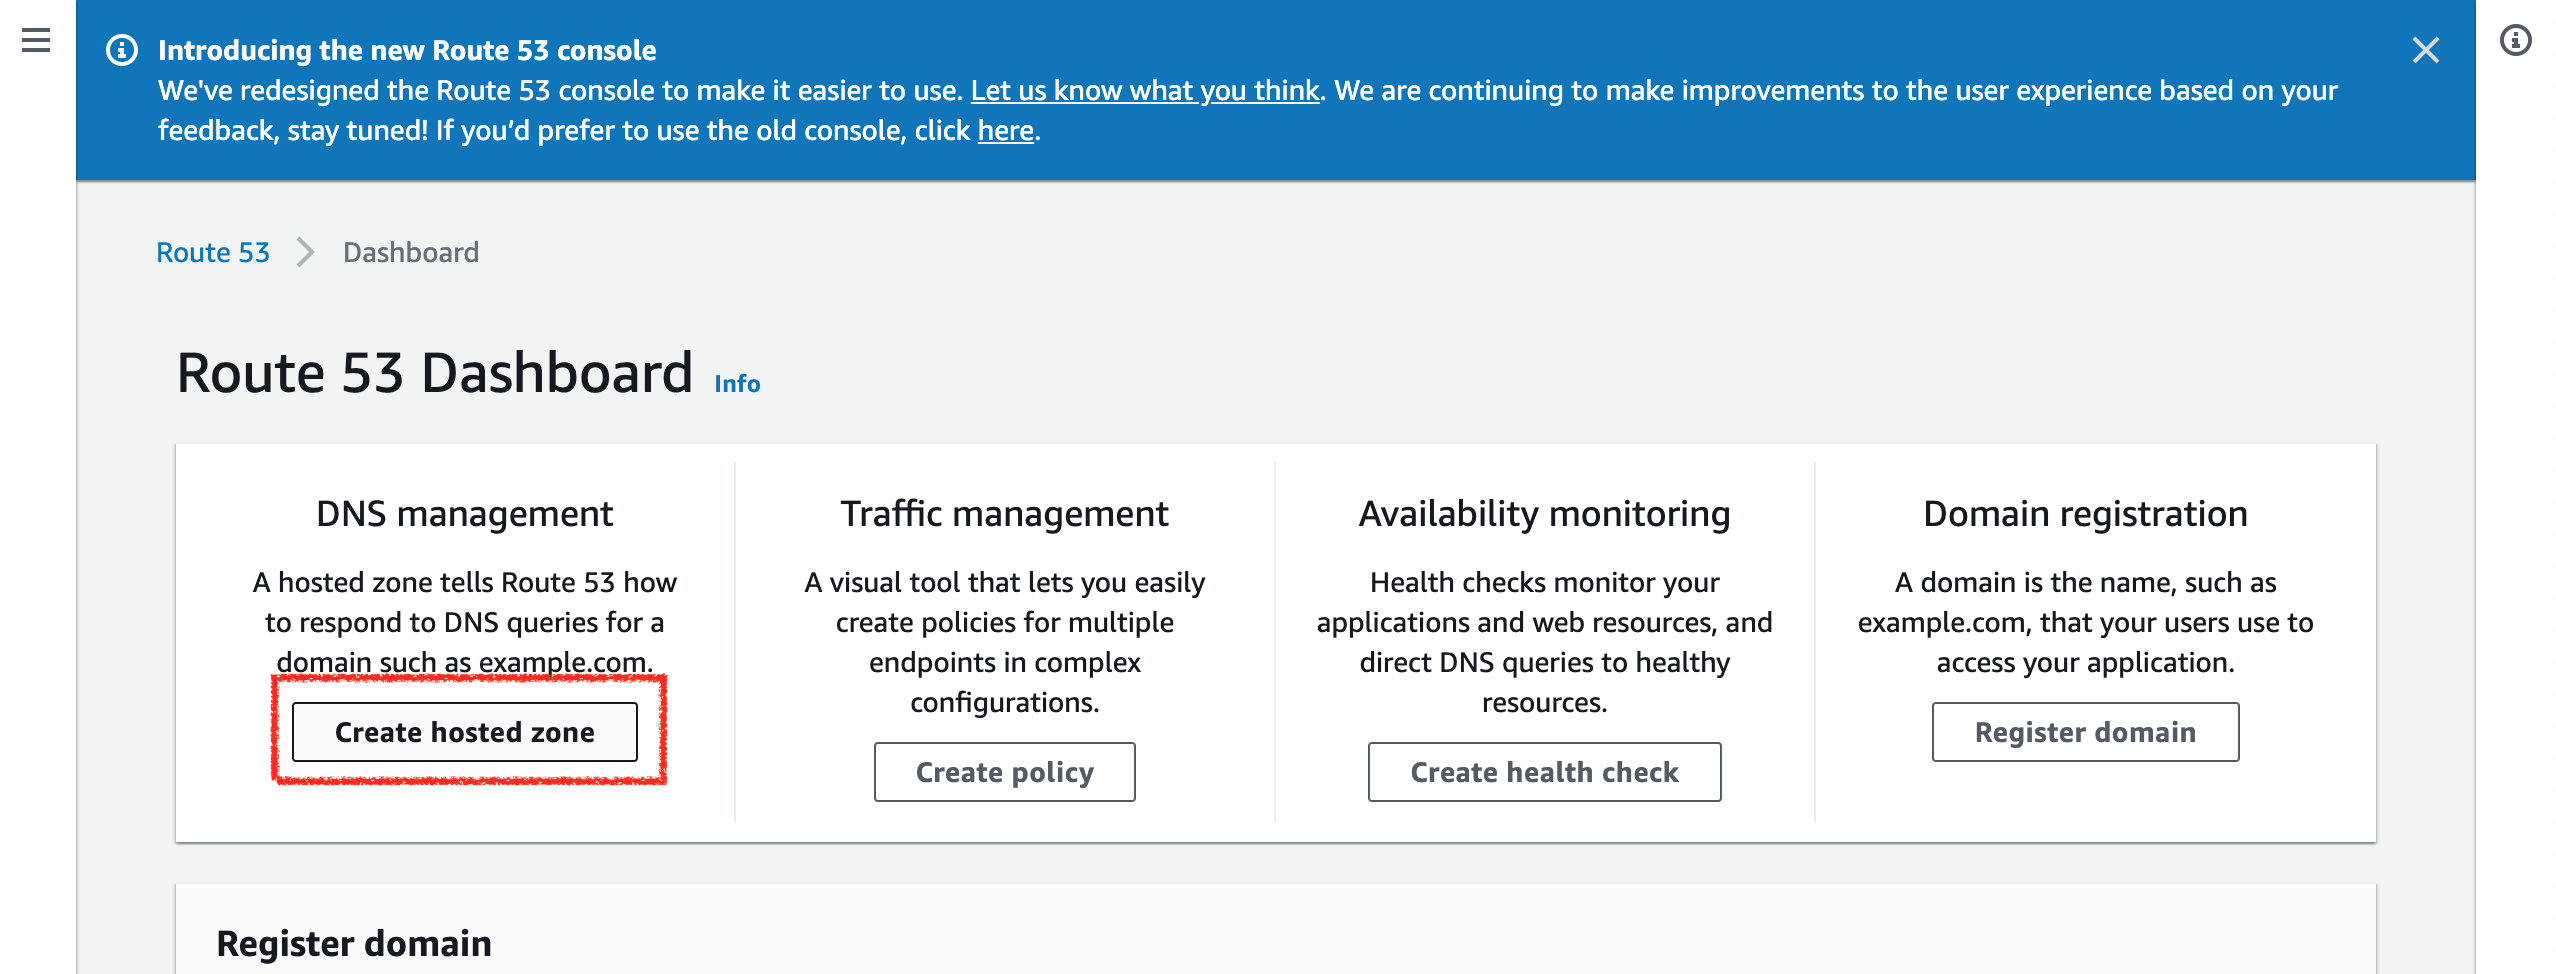 Introducing the new Route 53 console
We've redesigned the Route 53 console to make it easier to use. Let us know what you think. We are continuing to make improvements to the user experience based on your
feedback, stay tuned! If you’d prefer to use the old console, click here.
Route 53 Dashboard
Route 53 Dashboard Info
DNS management
A hosted zone tells Route 53 how
to respond to DNS queries for a
domain such as example.com.
Create hosted zone
Traffic management
A visual tool that lets you easily
create policies for multiple
endpoints in complex
configurations.
Create policy
Availability monitoring
Health checks monitor your
applications and web resources, and
direct DNS queries to healthy
resources.
Create health check
Domain registration
A domain is the name, such as
example.com, that your users use to
access your application.
Register domain
Register domain